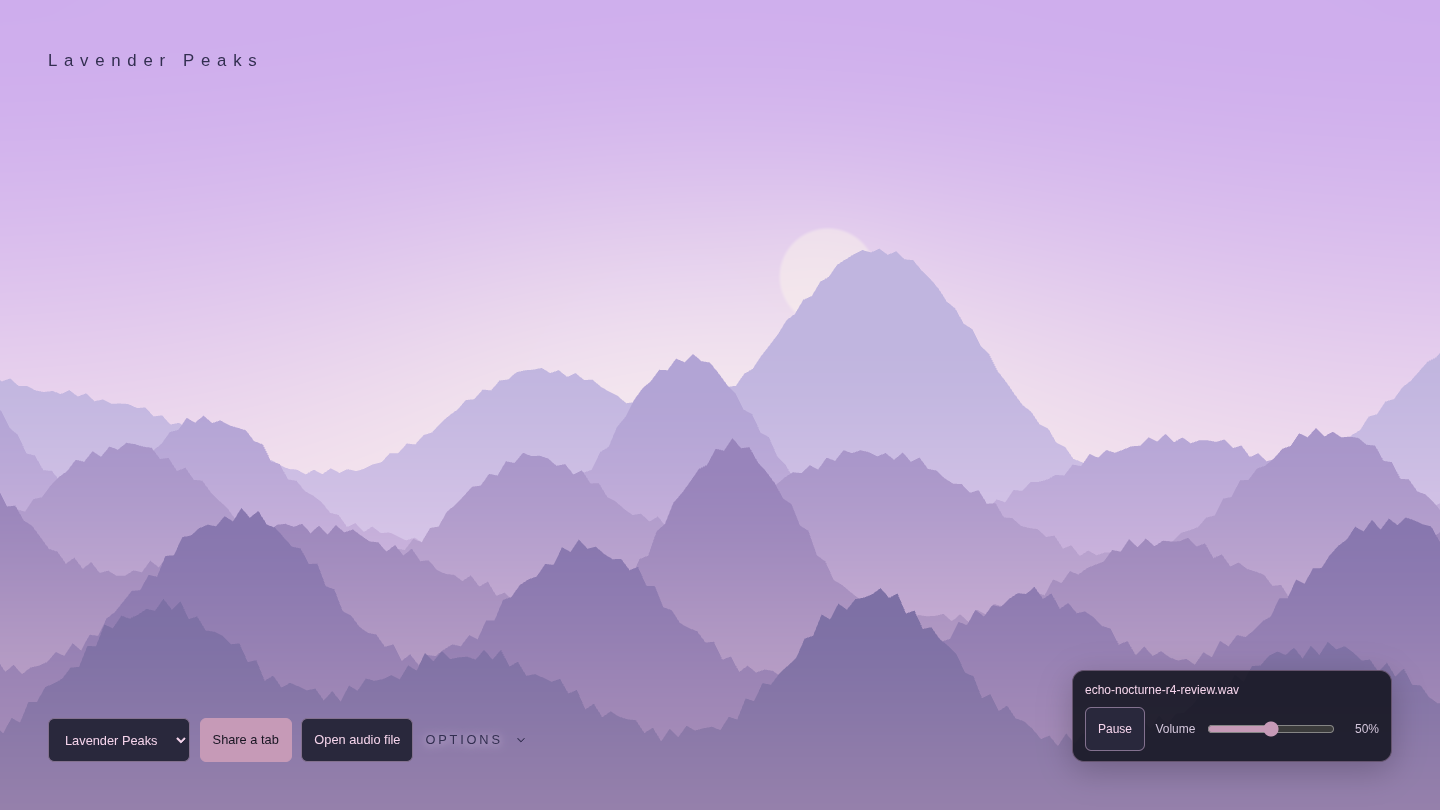 Lavender Peaks
echo-nocturne-r4-review.wav
Pause Volume 50%
Lavender Peaks Share a tab Open audio file OPTIONS